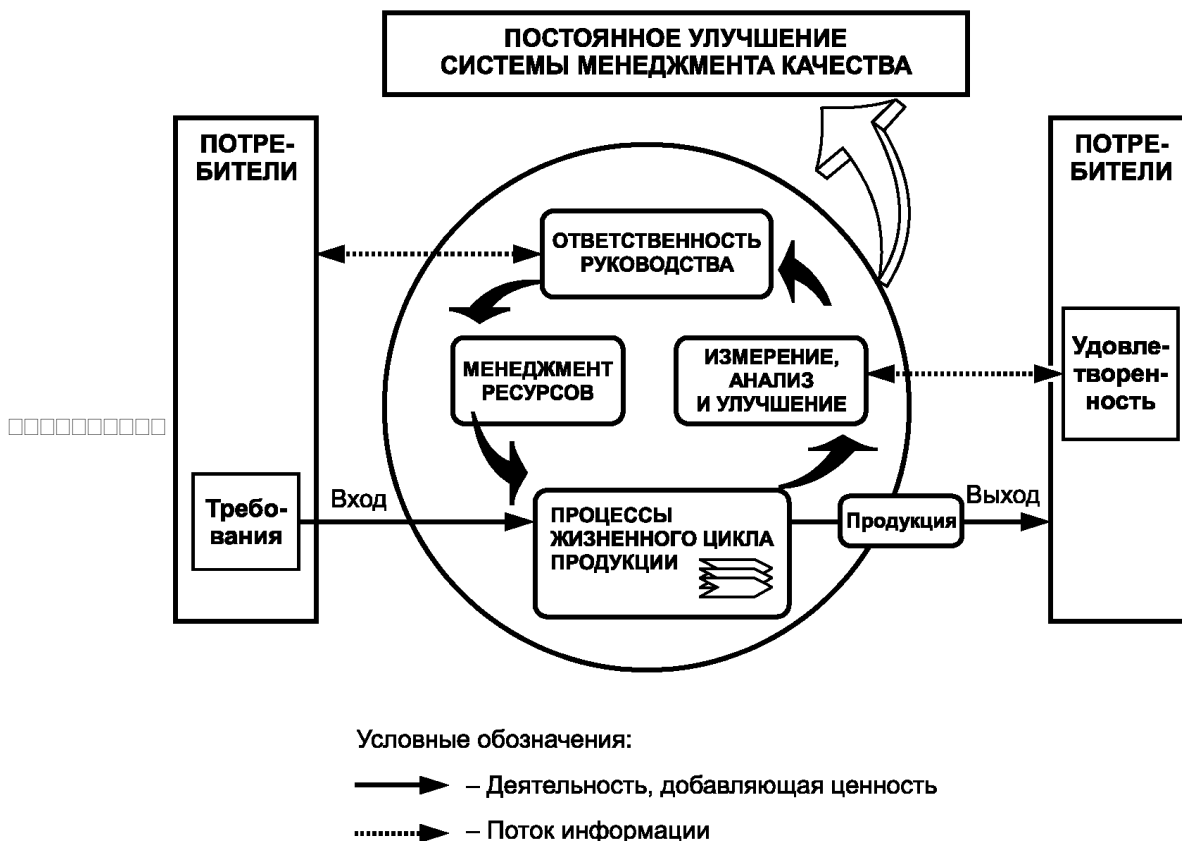 ПОСТОЯННОЕ УЛУЧШЕНИЕ
СИСТЕМЫ МЕНЕДЖМЕНТА КАЧЕСТВА
ПОТРЕ-
БИТЕЛИ
ПОТРЕ-
БИТЕЛИ
ОТВЕТСТВЕННОСТЬ
РУКОВОДСТВА
МЕНЕДЖМЕНТ
РЕСУРСОВ
ИЗМЕРЕНИЕ,
АНАЛИЗ
И УЛУЧШЕНИЕ
Удовле-
творен-
ность
Требо-
вания
Вход
ПРОЦЕССЫ
ЖИЗНЕННОГО ЦИКЛА
ПРОДУКЦИИ
Продукция
Выход
Условные обозначения:
– Деятельность, добавляющая ценность
– Поток информации